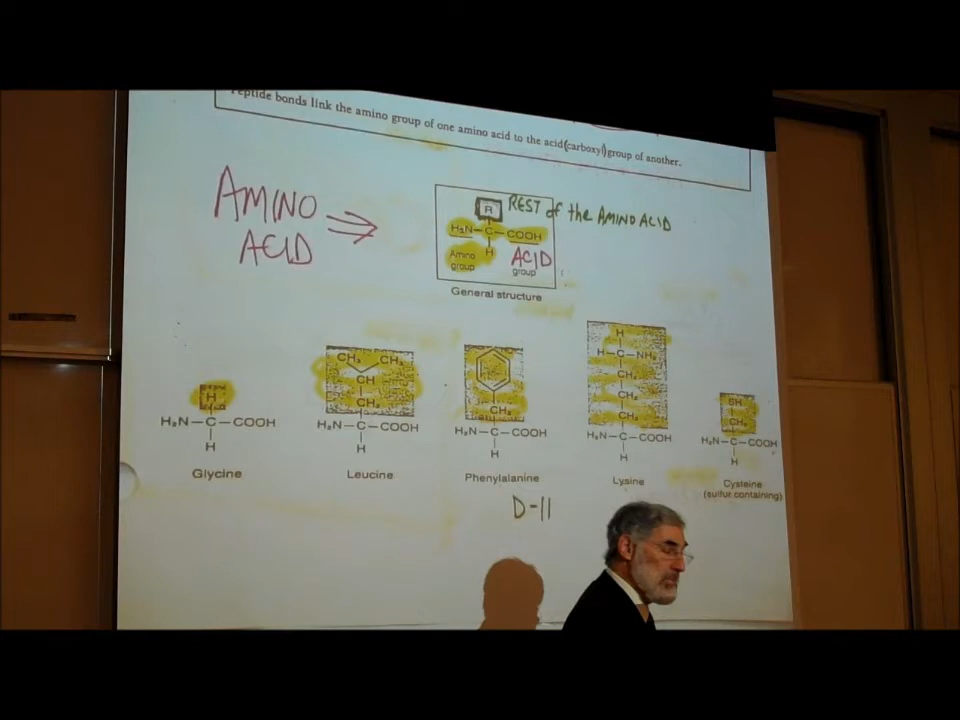 Peptide bonds link the amino group of one amino acid to the acid (carboxyl) group of another.
AMINO
ACID
R REST of the AMINO ACID
H₂N—C—COOH
H
Amino
group
ACID
group
General structure
H
H₂N—C—COOH
H
Glycine
CH₃ CH₃
CH
CH₂
H₂N—C—COOH
H
Leucine
CH₂
H₂N—C—COOH
H
Phenylalanine
H
H—C—NH₂
CH₂
CH₂
CH₂
H₂N—C—COOH
H
Lysine
SH
CH₂
H₂N—C—COOH
H
Cysteine
(sulfur containing)
D-11